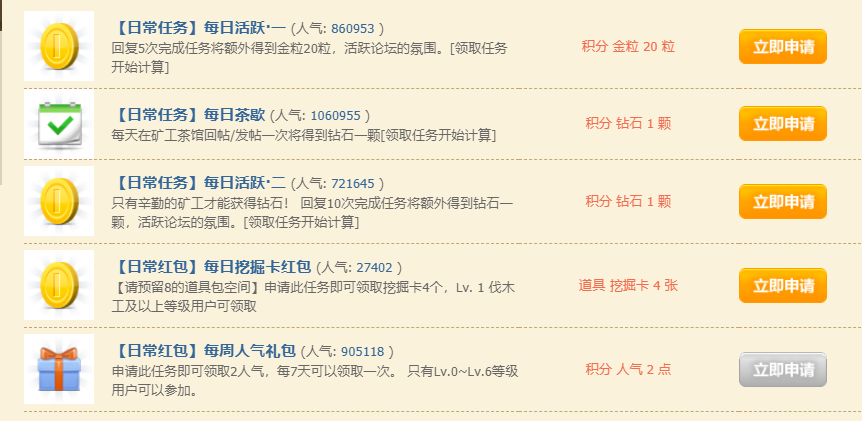 【日常任务】每日活跃·一 (人气: 860953 )
回复5次完成任务将额外得到金粒20粒，活跃论坛的氛围。[领取任务
开始计算]
积分 金粒 20 粒
立即申请
【日常任务】每日茶歇 (人气: 1060955 )
每天在矿工茶馆回帖/发帖一次将得到钻石一颗[领取任务开始计算]
积分 钻石 1 颗
立即申请
【日常任务】每日活跃·二 (人气: 721645 )
只有辛勤的矿工才能获得钻石！ 回复10次完成任务将额外得到钻石一
颗，活跃论坛的氛围。[领取任务开始计算]
积分 钻石 1 颗
立即申请
【日常红包】每日挖掘卡红包 (人气: 27402 )
【请预留8的道具包空间】申请此任务即可领取挖掘卡4个，Lv. 1 伐木
工及以上等级用户可领取
道具 挖掘卡 4 张
立即申请
【日常红包】每周人气礼包 (人气: 905118 )
申请此任务即可领取2人气，每7天可以领取一次。 只有Lv.0~Lv.6等级
用户可以参加。
积分 人气 2 点
立即申请